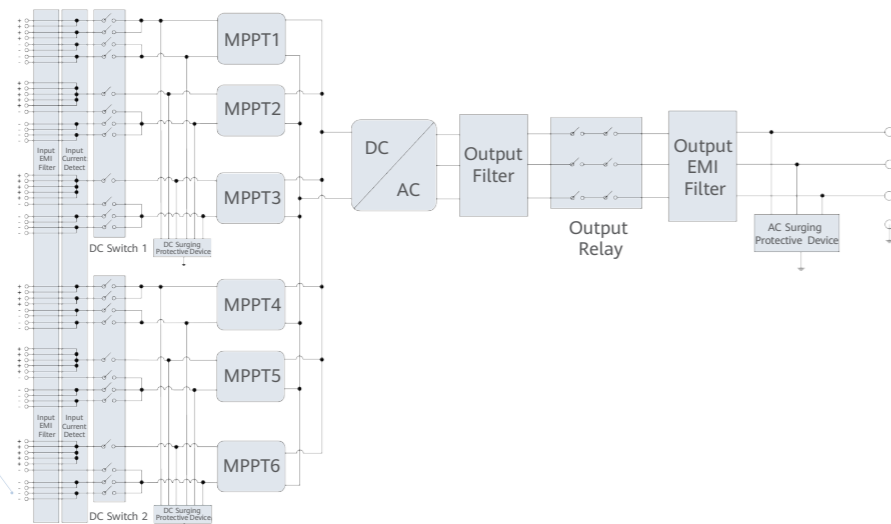 MPPT1
MPPT2
Input
EMI
Filter
Input
Current
Detect
MPPT3
DC Switch 1
DC Surging
Protective Device
DC
AC
Output
Filter
Output
Relay
Output
EMI
Filter
AC Surging
Protective Device
MPPT4
MPPT5
Input
EMI
Filter
Input
Current
Detect
MPPT6
DC Switch 2
DC Surging
Protective Device